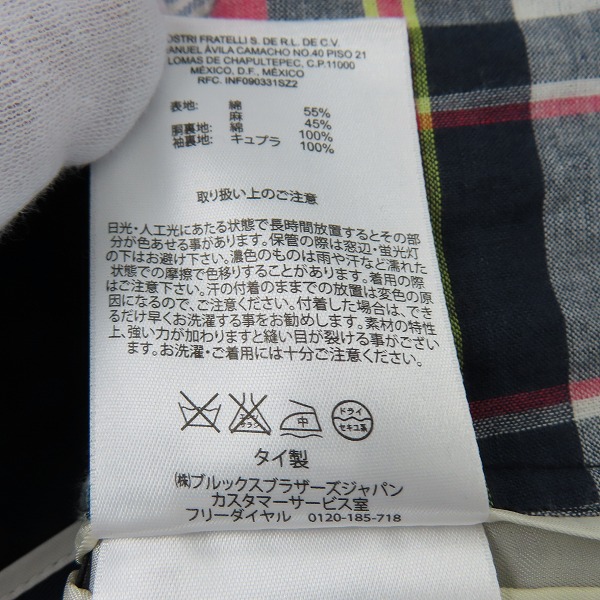 OSTRI FRATELLI S. DE R.L. DE C.V.
ANUEL ÁVILA CAMACHO NO.40 PISO 21
LOMAS DE CHAPULTEPEC, C.P.11000
MÉXICO, D.F., MÉXICO
RFC. INF090331SZ2
表地: 綿 55%
麻 45%
胴裏地: 綿 100%
袖裏地: キュプラ 100%
取り扱い上のご注意
日光・人工光にあたる状態で長時間放置するとその部
分が色あせる事があります。保管の際は窓辺・蛍光灯
の下はお避け下さい。濃色のものは雨や汗など濡れた
状態での摩擦で色移りすることがあります。着用の際
はご注意下さい。汗の付着のままでの放置は変色の原
因になるので、ご注意ください。付着した場合は、でき
るだけ早くお洗濯する事をお勧めします。素材の特性
上、強い力が加わりますと縫い目が裂ける事がござい
ます。お洗濯・ご着用には十分ご注意ください。
エンソ サラシ 中 ドライ セキユ系
タイ製
㈱ブルックスブラザーズジャパン
カスタマーサービス室
フリーダイヤル 0120-185-718